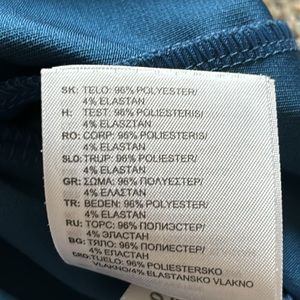 SK: TELO: 96% POLYESTER/
4% ELASTAN
H: TEST: 96% POLIESZTER/
4% ELASZTÁN
RO: CORP: 96% POLIESTER/
4% ELASTAN
SLO: TRUP: 96% POLIESTER/
4% ELASTAN
GR: ΣΩΜΑ: 96% ΠΟΛΥΕΣΤΕΡ/
4% ΕΛΑΣΤΑΝ
TR: BEDEN: 96% POLYESTER/
4% ELASTAN
RU: ТОРС: 96% ПОЛИЭСТЕР/
4% ЭЛАСТАН
BG: ТЯЛО: 96% ПОЛИЕСТЕР/
4% ЕЛАСТАН
CRO: TIJELO: 96% POLIESTERSKO
VLAKNO/4% ELASTANSKO VLAKNO